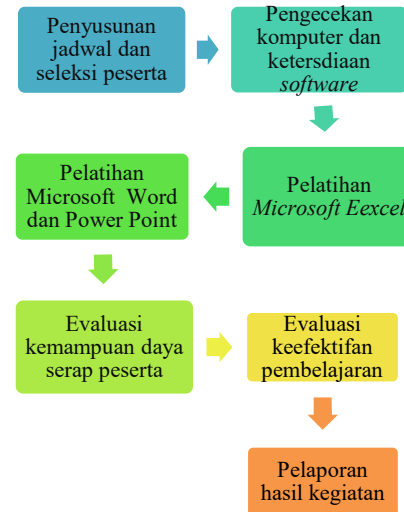 Penyusunan
jadwal dan
seleksi peserta
Pengecekan
komputer dan
ketersdiaan
software
Pelatihan
Microsoft Eexcel
Pelatihan
Microsoft Word
dan Power Point
Evaluasi
kemampuan daya
serap peserta
Evaluasi
keefektifan
pembelajaran
Pelaporan
hasil kegiatan